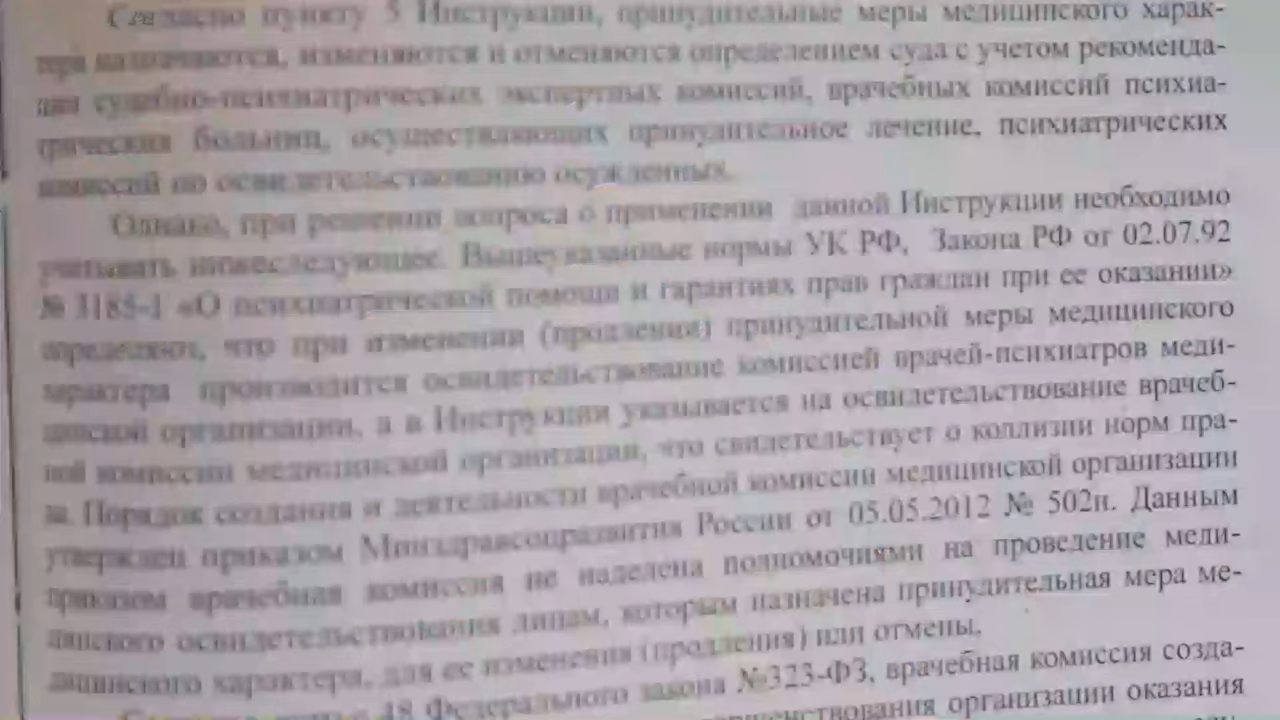 Согласно пункту 5 Инструкции, принудительные меры медицинского харак-
назначаются, изменяются и отменяются определением суда с учетом рекоменда-
судебно-психиатрических экспертных комиссий, врачебных комиссий психиа-
трических больниц, осуществляющих принудительное лечение, психиатрических
комиссий по освидетельствованию осужденных.
Однако, при решении вопроса о применении данной Инструкции необходимо
учитывать нижеследующее. Вышеуказанные нормы УК РФ, Закона РФ от 02.07.92
№ 3185-1 «О психиатрической помощи и гарантиях прав граждан при ее оказании»
определяют, что при изменении (продлении) принудительной меры медицинского
характера производится освидетельствование комиссией врачей-психиатров меди-
цинской организации, а в Инструкции указывается на освидетельствование врачеб-
ной комиссии медицинской организации, что свидетельствует о коллизии норм пра-
ва. Порядок создания и деятельности врачебной комиссии медицинской организации
утвержден приказом Минздравсоцразвития России от 05.05.2012 № 502н. Данным
приказом врачебная комиссия не наделена полномочиями на проведение меди-
цинского освидетельствования лицам, которым назначена принудительная мера ме-
дицинского характера, для ее изменения (продления) или отмены.
48 Федерального закона №323-ФЗ, врачебная комиссия созда-
организации оказания